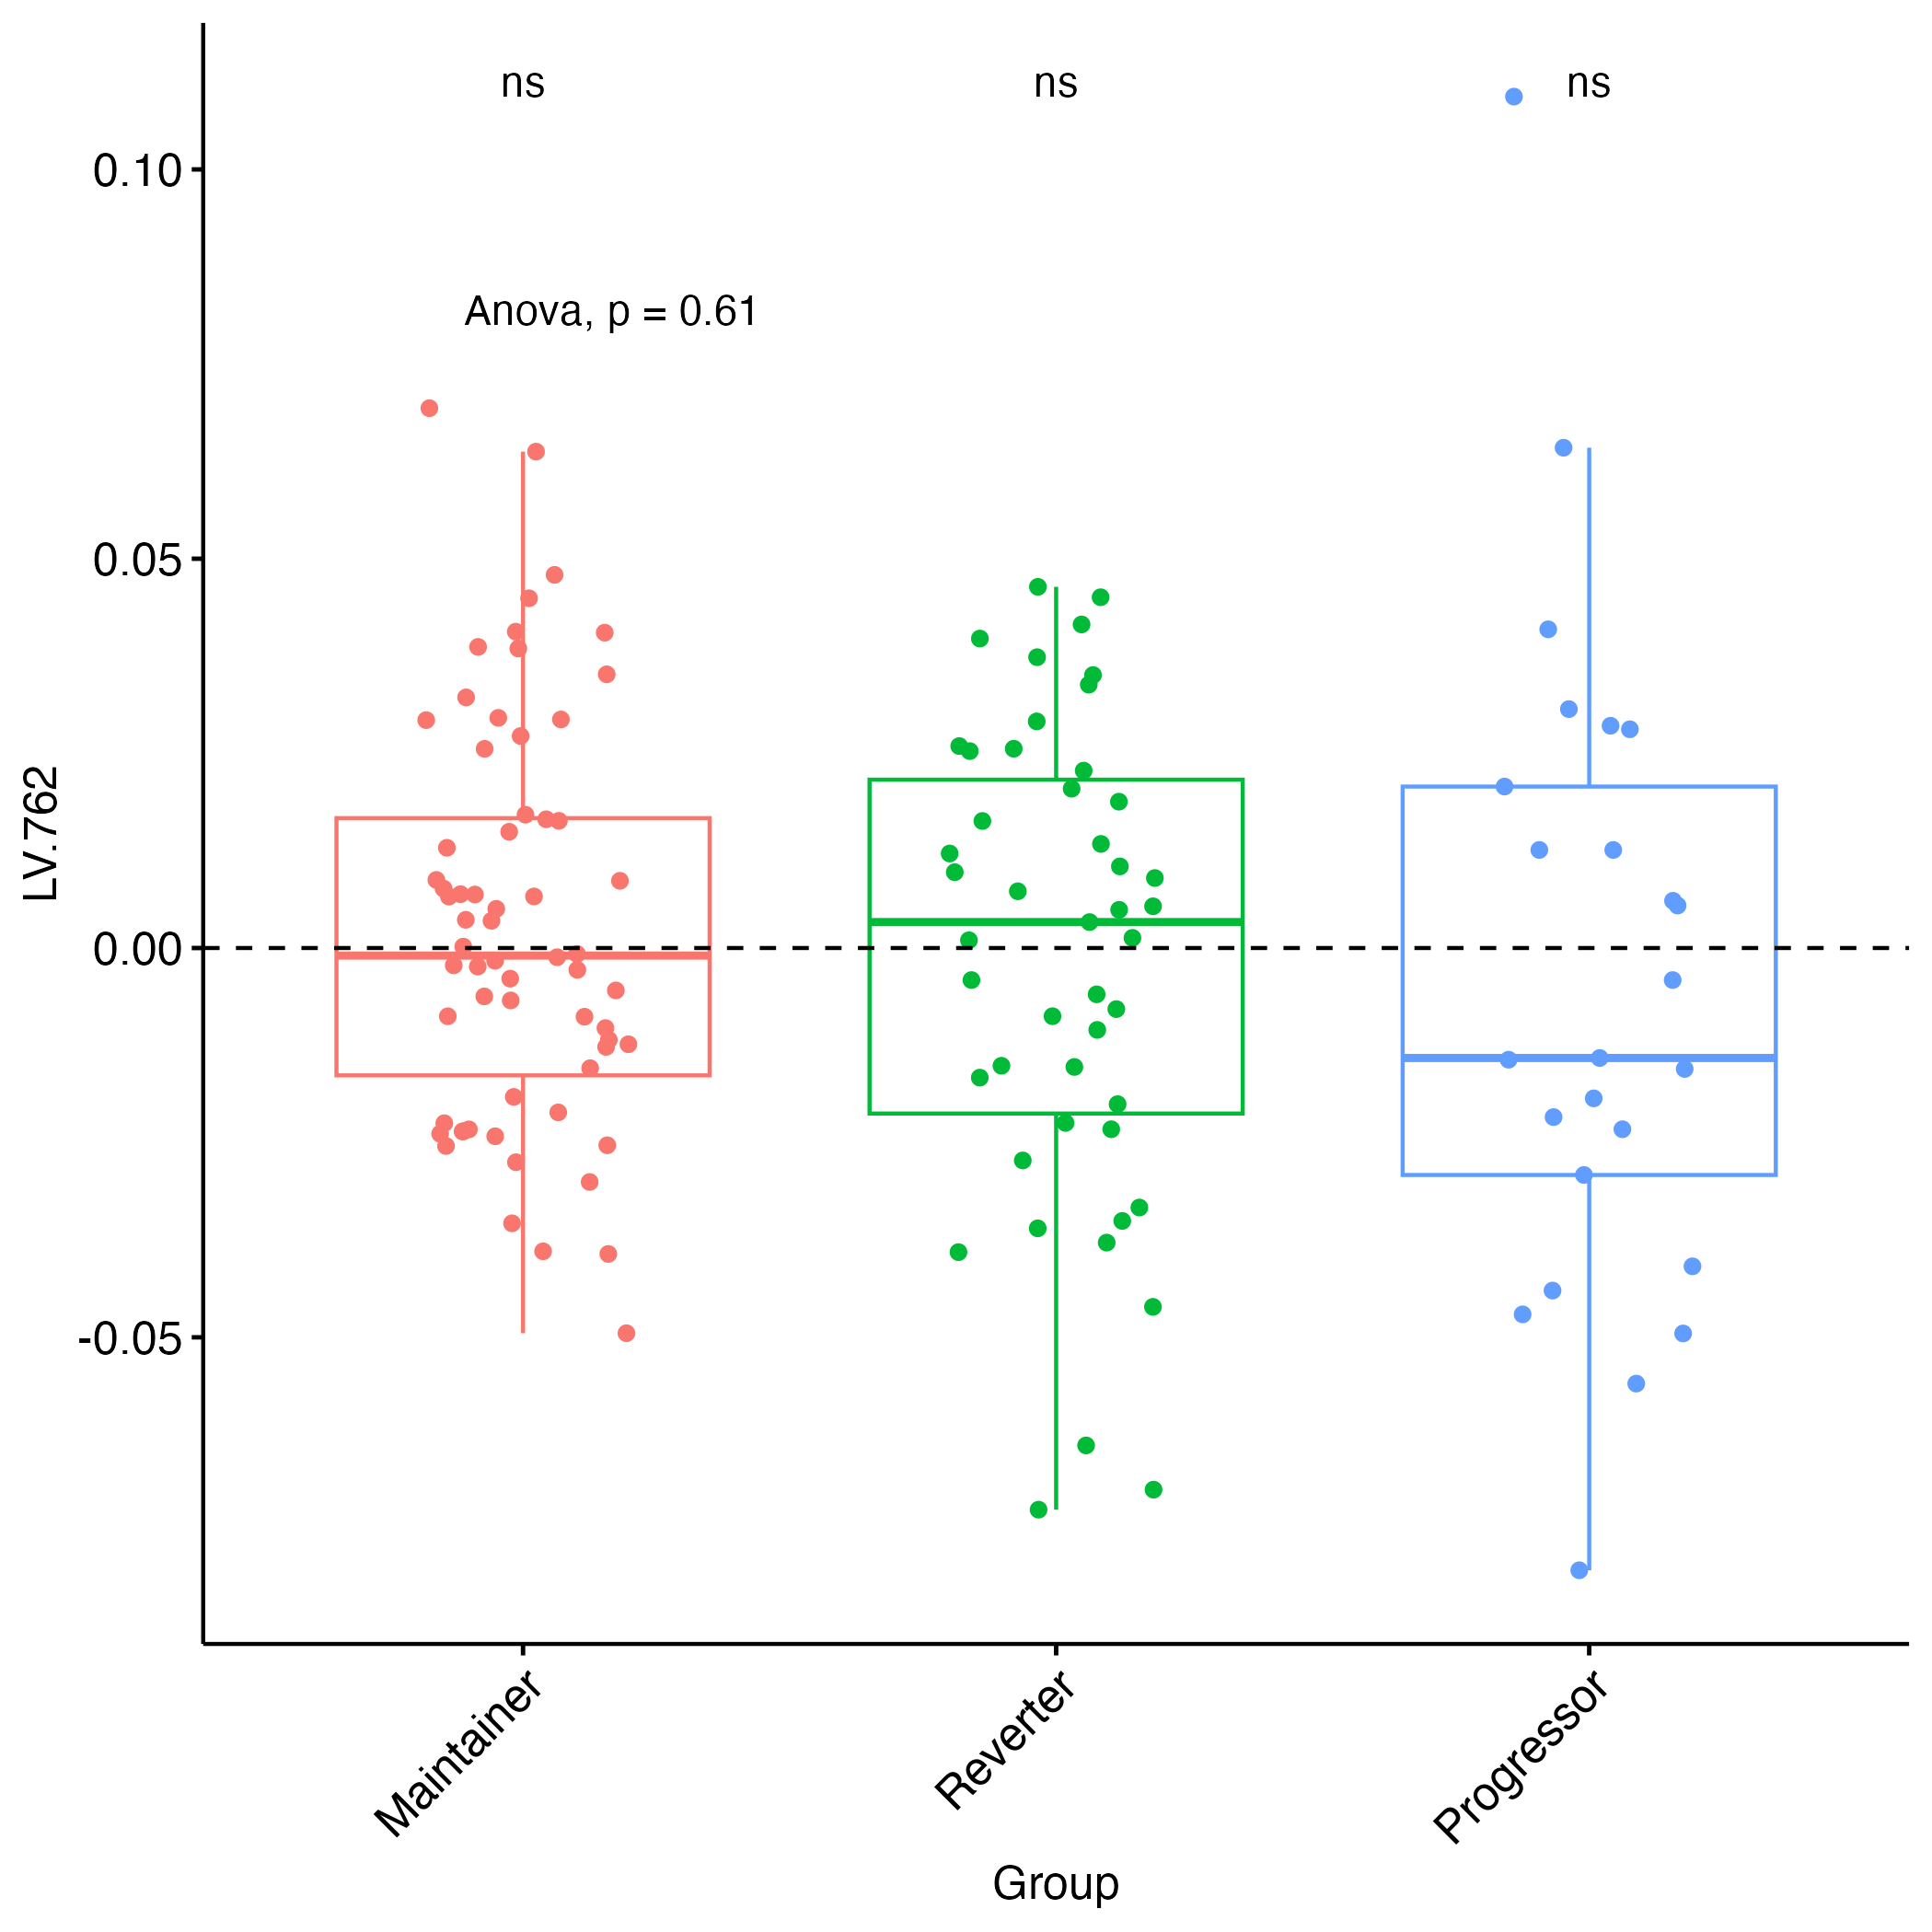 ns ns ns
Anova, p = 0.61
0.10
0.05
0.00
-0.05
LV.762
Maintainer
Reverter
Progressor
Group